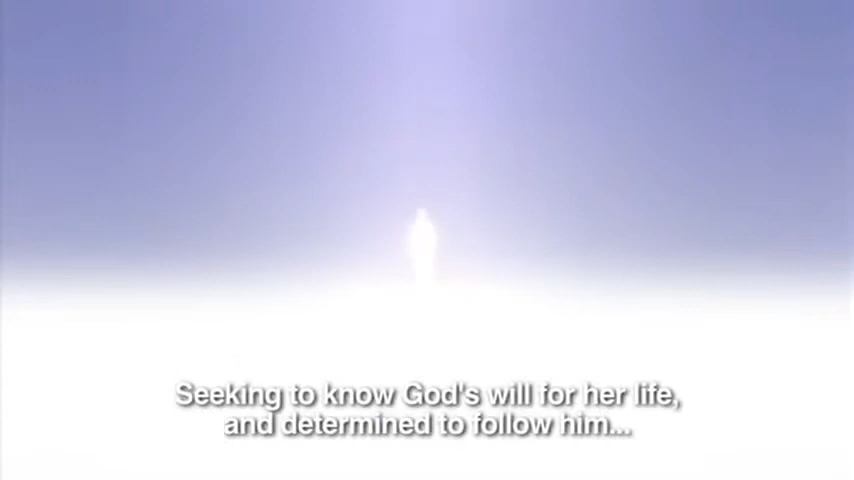 Seeking to know God's will for her life,
and determined to follow him...